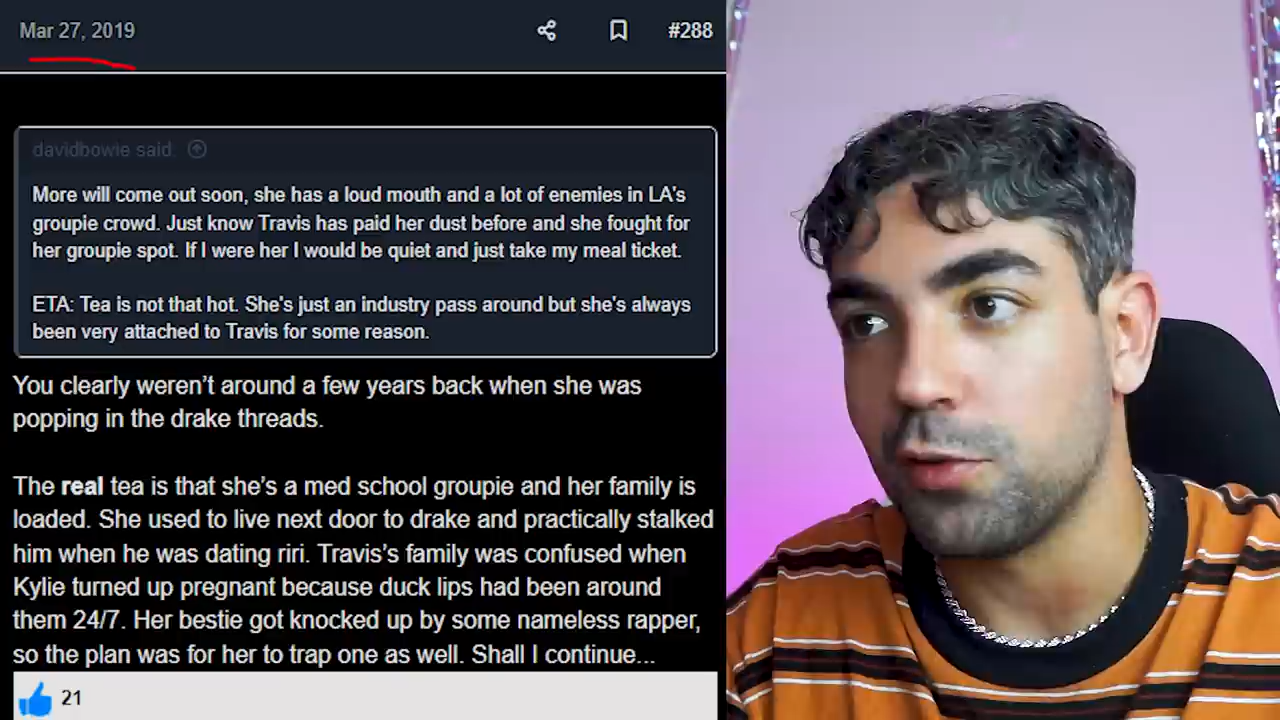 Mar 27, 2019
#288
davidbowie said:
More will come out soon, she has a loud mouth and a lot of enemies in LA's
groupie crowd. Just know Travis has paid her dust before and she fought for
her groupie spot. If I were her I would be quiet and just take my meal ticket.
ETA: Tea is not that hot. She's just an industry pass around but she's always
been very attached to Travis for some reason.
You clearly weren't around a few years back when she was
popping in the drake threads.
The real tea is that she's a med school groupie and her family is
loaded. She used to live next door to drake and practically stalked
him when he was dating riri. Travis's family was confused when
Kylie turned up pregnant because duck lips had been around
them 24/7. Her bestie got knocked up by some nameless rapper,
so the plan was for her to trap one as well. Shall I continue...
21